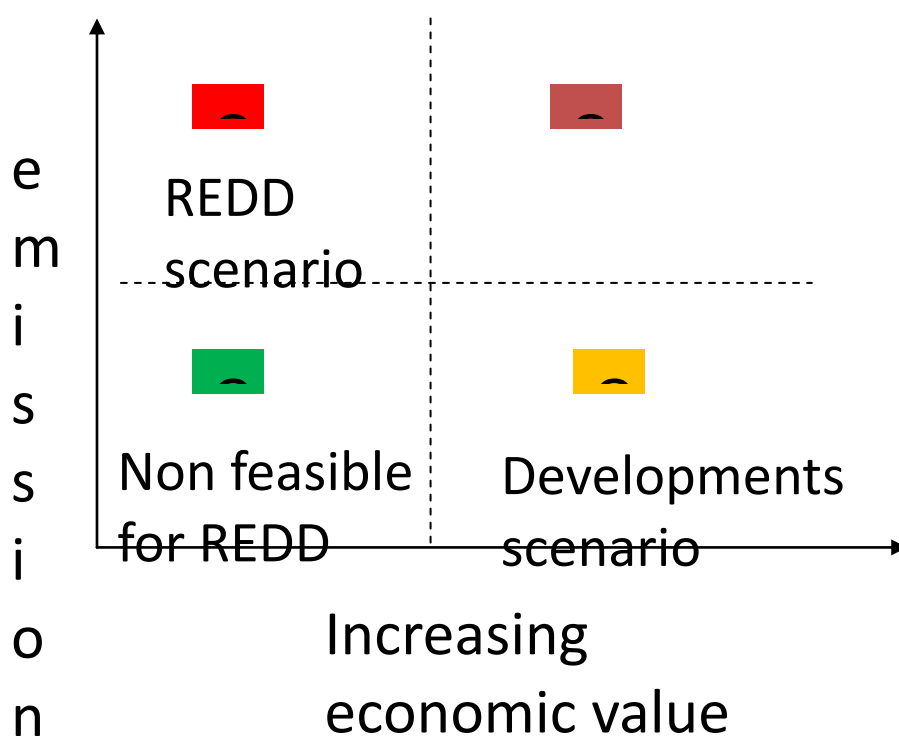 e
m
i
s
s
i
o
n
REDD
scenario
Non feasible
for REDD
Developments
scenario
Increasing
economic value